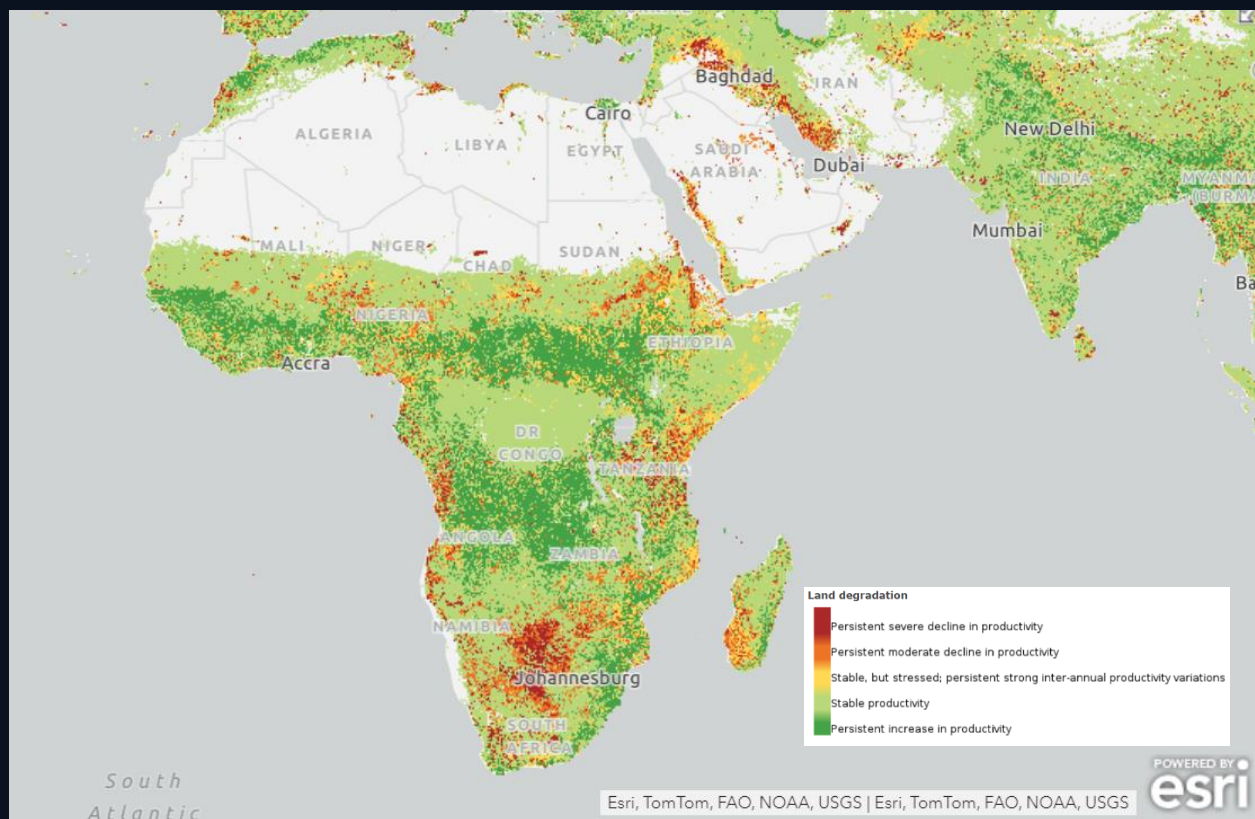 Baghdad
IRAN
Cairo
ALGERIA
LIBYA
EGYPT
SAUDI
ARABIA
Dubai
New Delhi
INDIA
MYANMA
(BURMA
Mumbai
MALI
NIGER
CHAD
SUDAN
Ba
NIGERIA
ETHIOPIA
Accra
DR
CONGO
TANZANIA
ANGOLA
ZAMBIA
NAMIBIA
Johannesburg
SOUTH
AFRICA
Land degradation
Persistent severe decline in productivity
Persistent moderate decline in productivity
Stable, but stressed; persistent strong inter-annual productivity variations
Stable productivity
Persistent increase in productivity
South
Atlantic
Esri, TomTom, FAO, NOAA, USGS | Esri, TomTom, FAO, NOAA, USGS
POWERED BY
esri